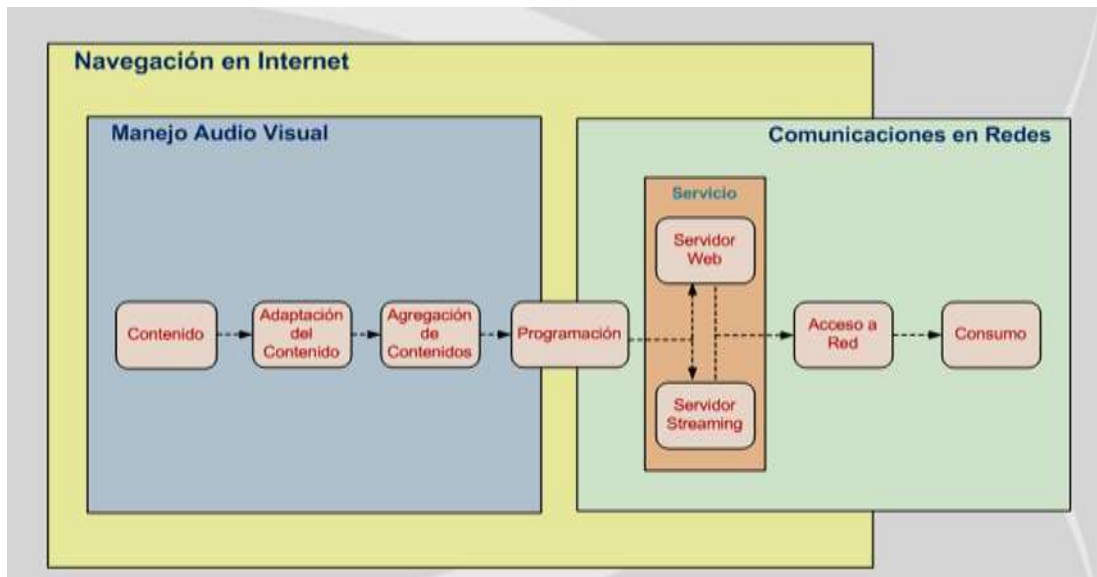 Navegación en Internet
Manejo Audio Visual
Comunicaciones en Redes
Servicio
Servidor
Web
Contenido
Adaptación
del
Contenido
Agregación
de
Contenidos
Programación
Acceso a
Red
Consumo
Servidor
Streaming